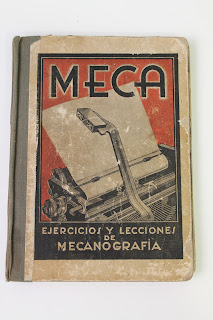 MECA
EJERCICIOS Y LECCIONES
DE
MECANOGRAFÍA